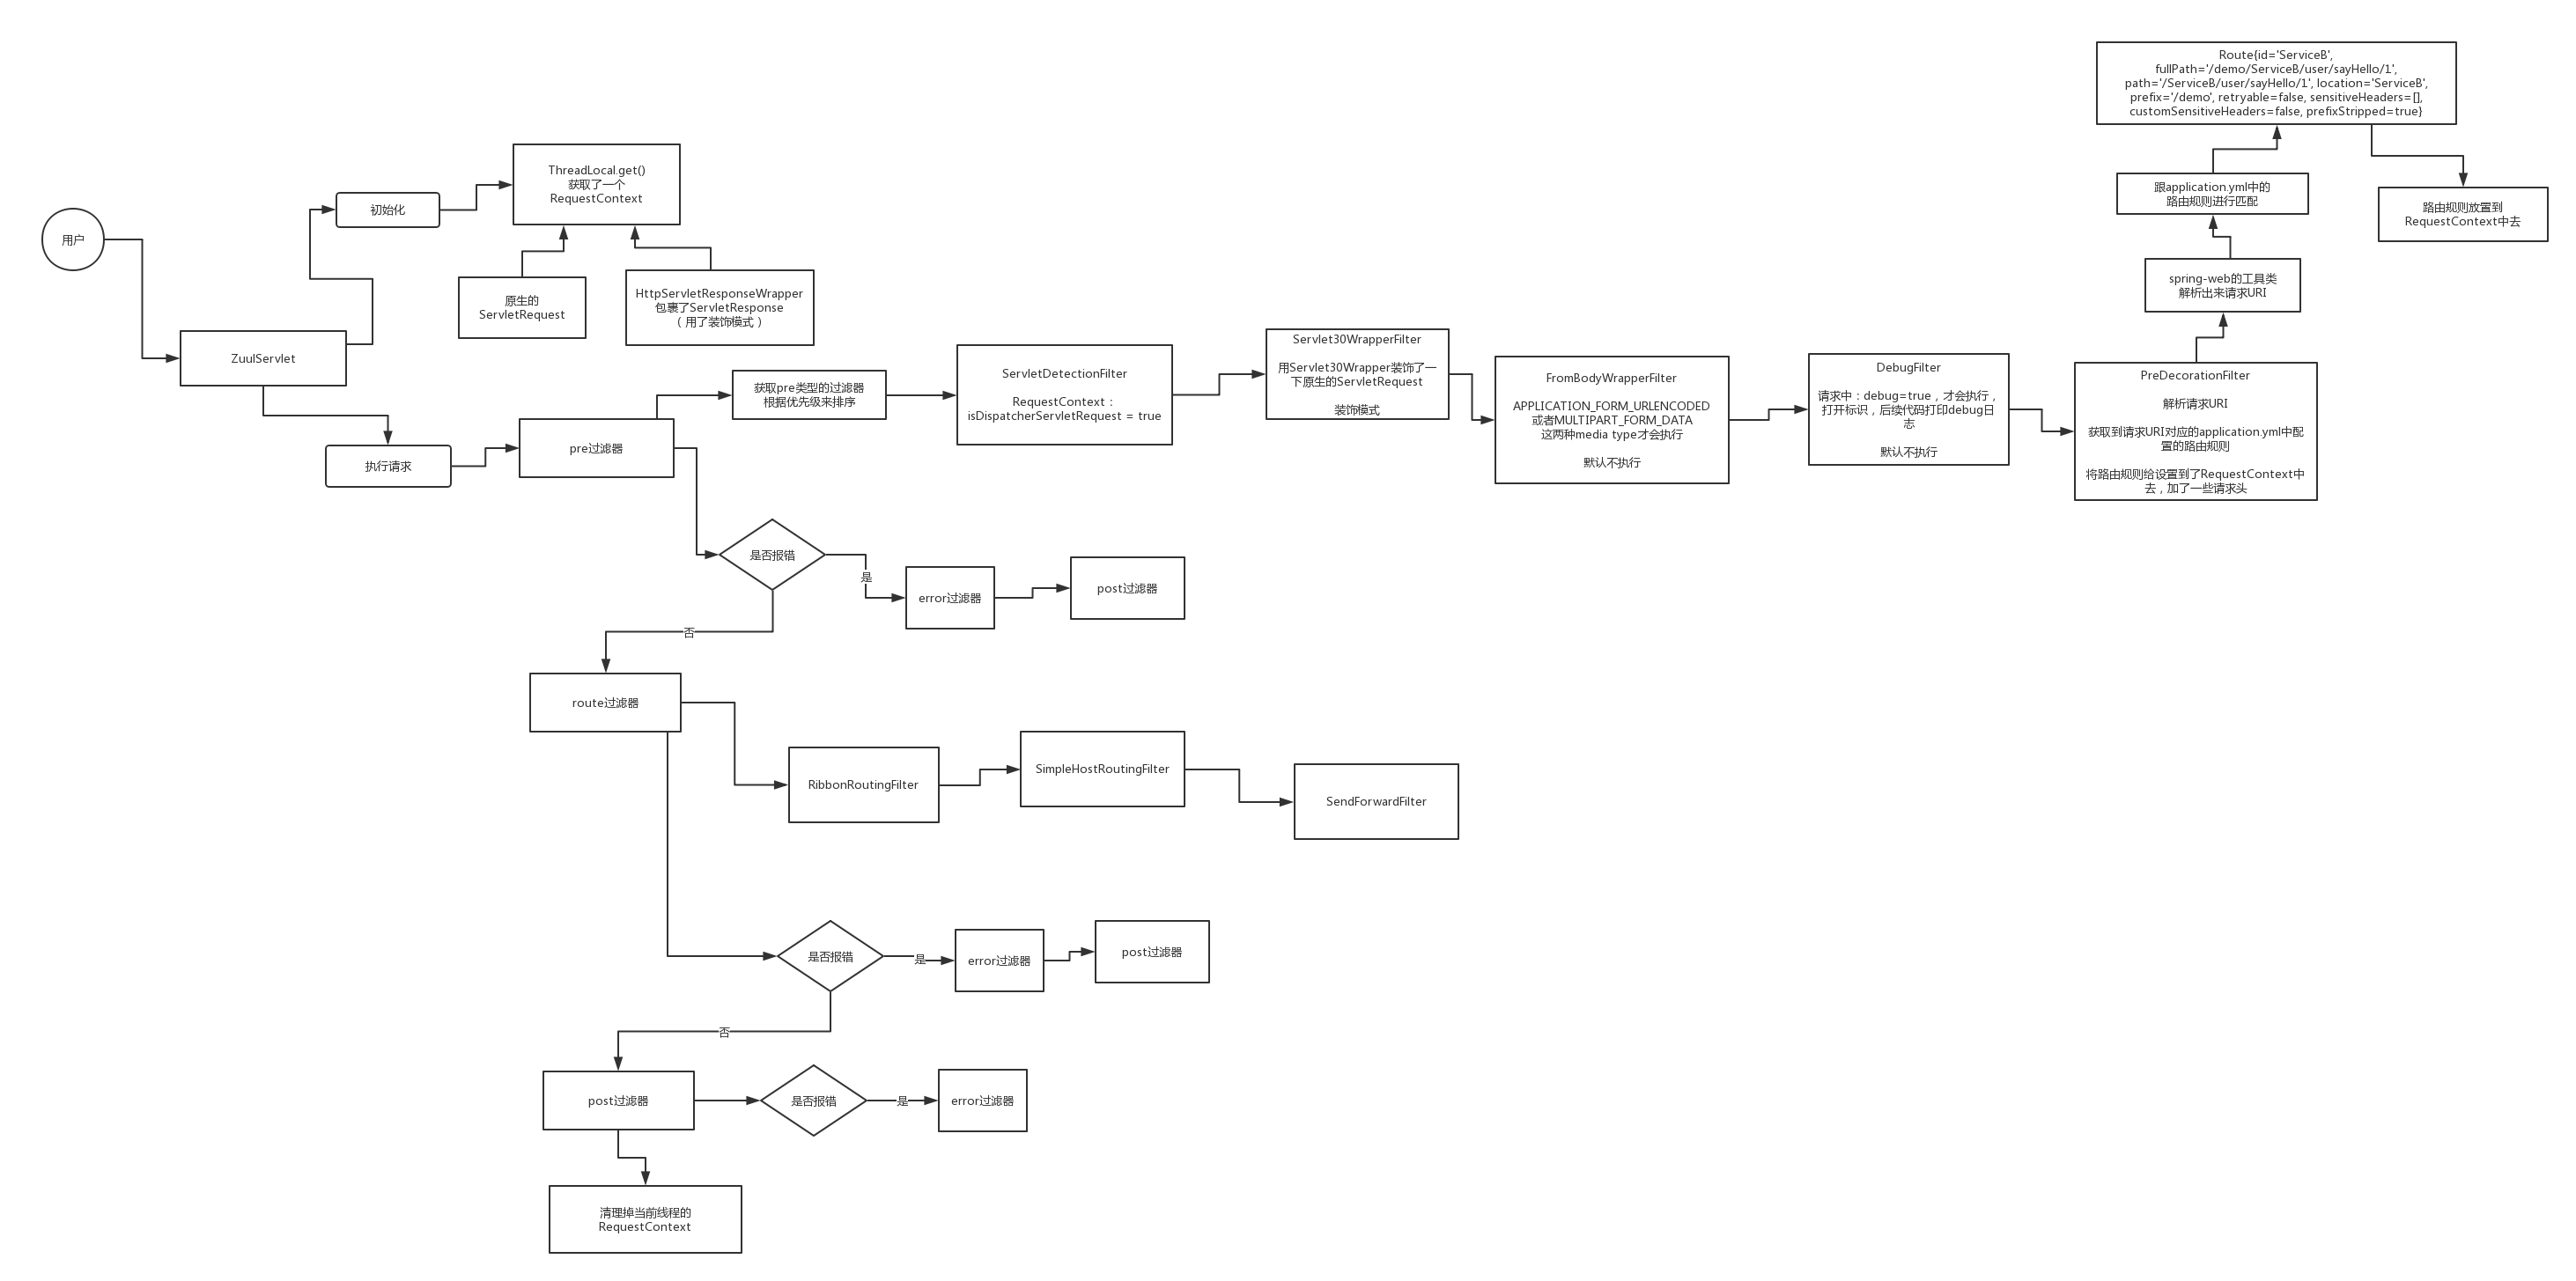 用户
ZuulServlet
初始化
ThreadLocal.get()
获取了一个
RequestContext
原生的
ServletRequest
HttpServletResponseWrapper
包裹了ServletResponse
（用了装饰模式）
执行请求
pre过滤器
获取pre类型的过滤器
根据优先级来排序
ServletDetectionFilter
RequestContext：
isDispatcherServletRequest = true
Servlet30WrapperFilter
用Servlet30Wrapper装饰了一
下原生的ServletRequest
装饰模式
FromBodyWrapperFilter
APPLICATION_FORM_URLENCODED
或者MULTIPART_FORM_DATA
这两种media type才会执行
默认不执行
DebugFilter
请求中：debug=true，才会执行，
打开标识，后续代码打印debug日
志
默认不执行
PreDecorationFilter
解析请求URI
获取到请求URI对应的application.yml中配
置的路由规则
将路由规则给设置到了RequestContext中
去，加了一些请求头
spring-web的工具类
解析出来请求URI
跟application.yml中的
路由规则进行匹配
Route{id='ServiceB',
fullPath='/demo/ServiceB/user/sayHello/1',
path='/ServiceB/user/sayHello/1', location='ServiceB',
prefix='/demo', retryable=false, sensitiveHeaders=[],
customSensitiveHeaders=false, prefixStripped=true}
路由规则放置到
RequestContext中去
是否报错
是
error过滤器
post过滤器
否
route过滤器
RibbonRoutingFilter
SimpleHostRoutingFilter
SendForwardFilter
是否报错
是
error过滤器
post过滤器
否
post过滤器
是否报错
是
error过滤器
清理掉当前线程的
RequestContext